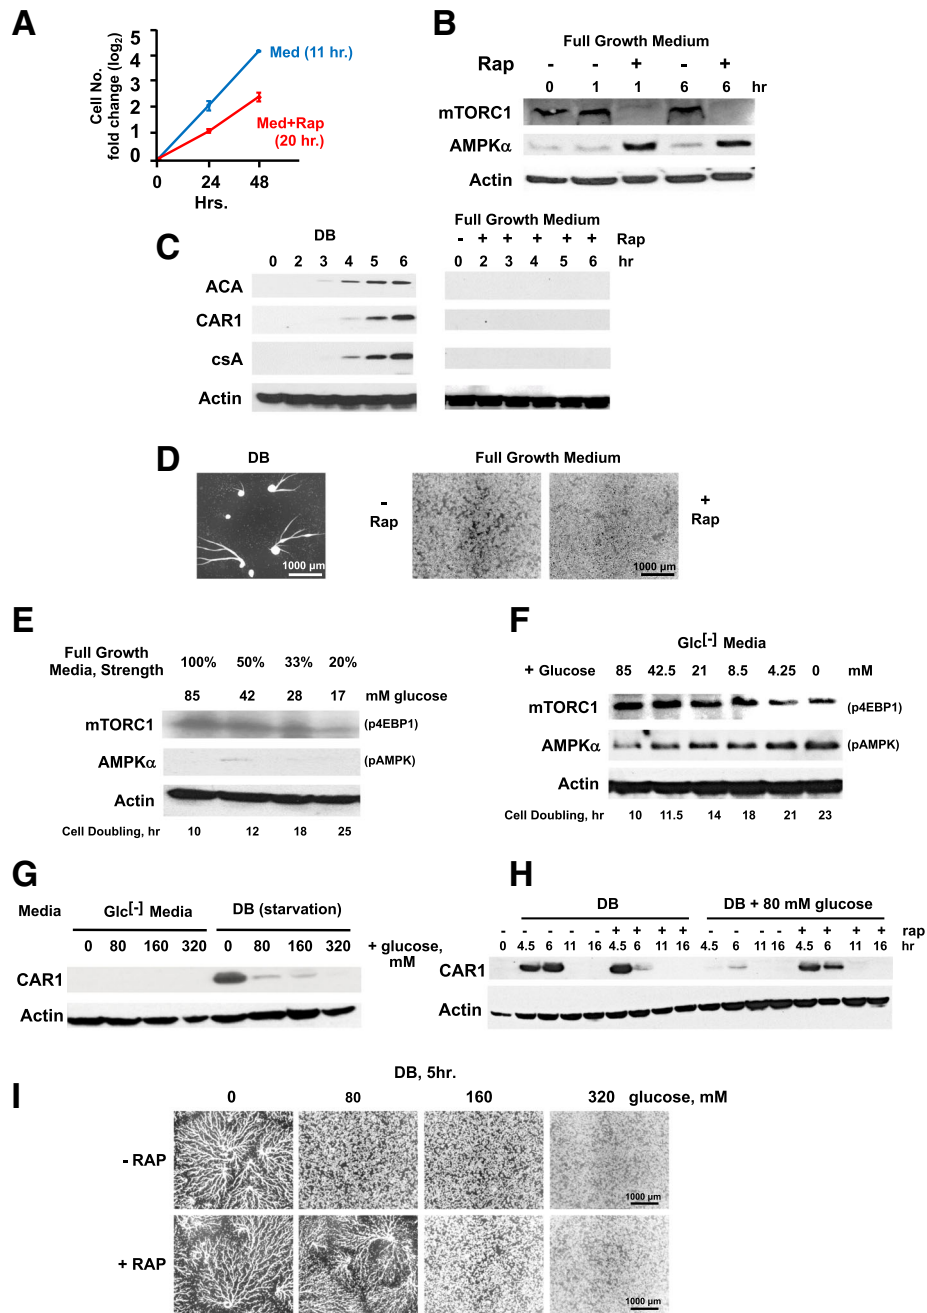 A
Cell No.
fold change (log2)
5
4
3
2
1
0
0 24 48
Hrs.
Med (11 hr.)
Med+Rap
(20 hr.)
B
Full Growth Medium
Rap - - + - +
0 1 1 6 6 hr
mTORC1
AMPKα
Actin
C
DB
0 2 3 4 5 6
Full Growth Medium
- + + + + + Rap
0 2 3 4 5 6 hr
ACA
CAR1
csA
Actin
D
DB
1000 µm
Full Growth Medium
-
Rap
+
Rap
1000 µm
E
Full Growth
Media, Strength
100% 50% 33% 20%
85 42 28 17 mM glucose
mTORC1 (p4EBP1)
AMPKα (pAMPK)
Actin
Cell Doubling, hr 10 12 18 25
F
Glc[-] Media
+ Glucose 85 42.5 21 8.5 4.25 0 mM
mTORC1 (p4EBP1)
AMPKα (pAMPK)
Actin
Cell Doubling, hr 10 11.5 14 18 21 23
G
Media Glc[-] Media DB (starvation)
0 80 160 320 0 80 160 320 + glucose,
mM
CAR1
Actin
H
DB DB + 80 mM glucose
- - - - - + + + + - - - - + + + + rap
0 4.5 6 11 16 4.5 6 11 16 4.5 6 11 16 4.5 6 11 16 hr
CAR1
Actin
I
DB, 5hr.
0 80 160 320 glucose, mM
- RAP
1000 µm
+ RAP
1000 µm